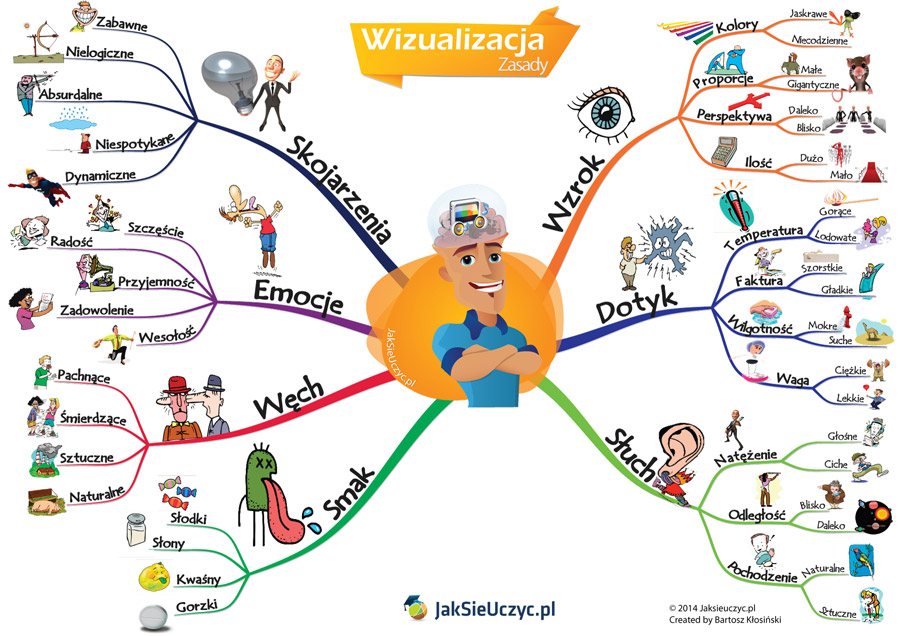 Wizualizacja
Zasady
Skojarzenia
Zabawne
Nielogiczne
Absurdalne
Niespotykane
Dynamiczne
Emocje
Szczęście
Radość
Przyjemność
Zadowolenie
Wesołość
Węch
Pachnące
Śmierdzące
Sztuczne
Naturalne
Smak
Słodki
Słony
Kwaśny
Gorzki
Wzrok
Kolory
Jaskrawe
Niecodzienne
Proporcje
Małe
Gigantyczne
Perspektywa
Daleko
Blisko
Ilość
Dużo
Mało
Dotyk
Temperatura
Gorące
Lodowate
Faktura
Szorstkie
Gładkie
Wilgotność
Mokre
Suche
Waga
Ciężkie
Lekkie
Słuch
Natężenie
Głośne
Ciche
Odległość
Blisko
Daleko
Pochodzenie
Naturalne
Sztuczne
JakSieUczyc.pl
JakSieUczyc.pl
© 2014 Jaksieuczyc.pl
Created by Bartosz Kłosiński